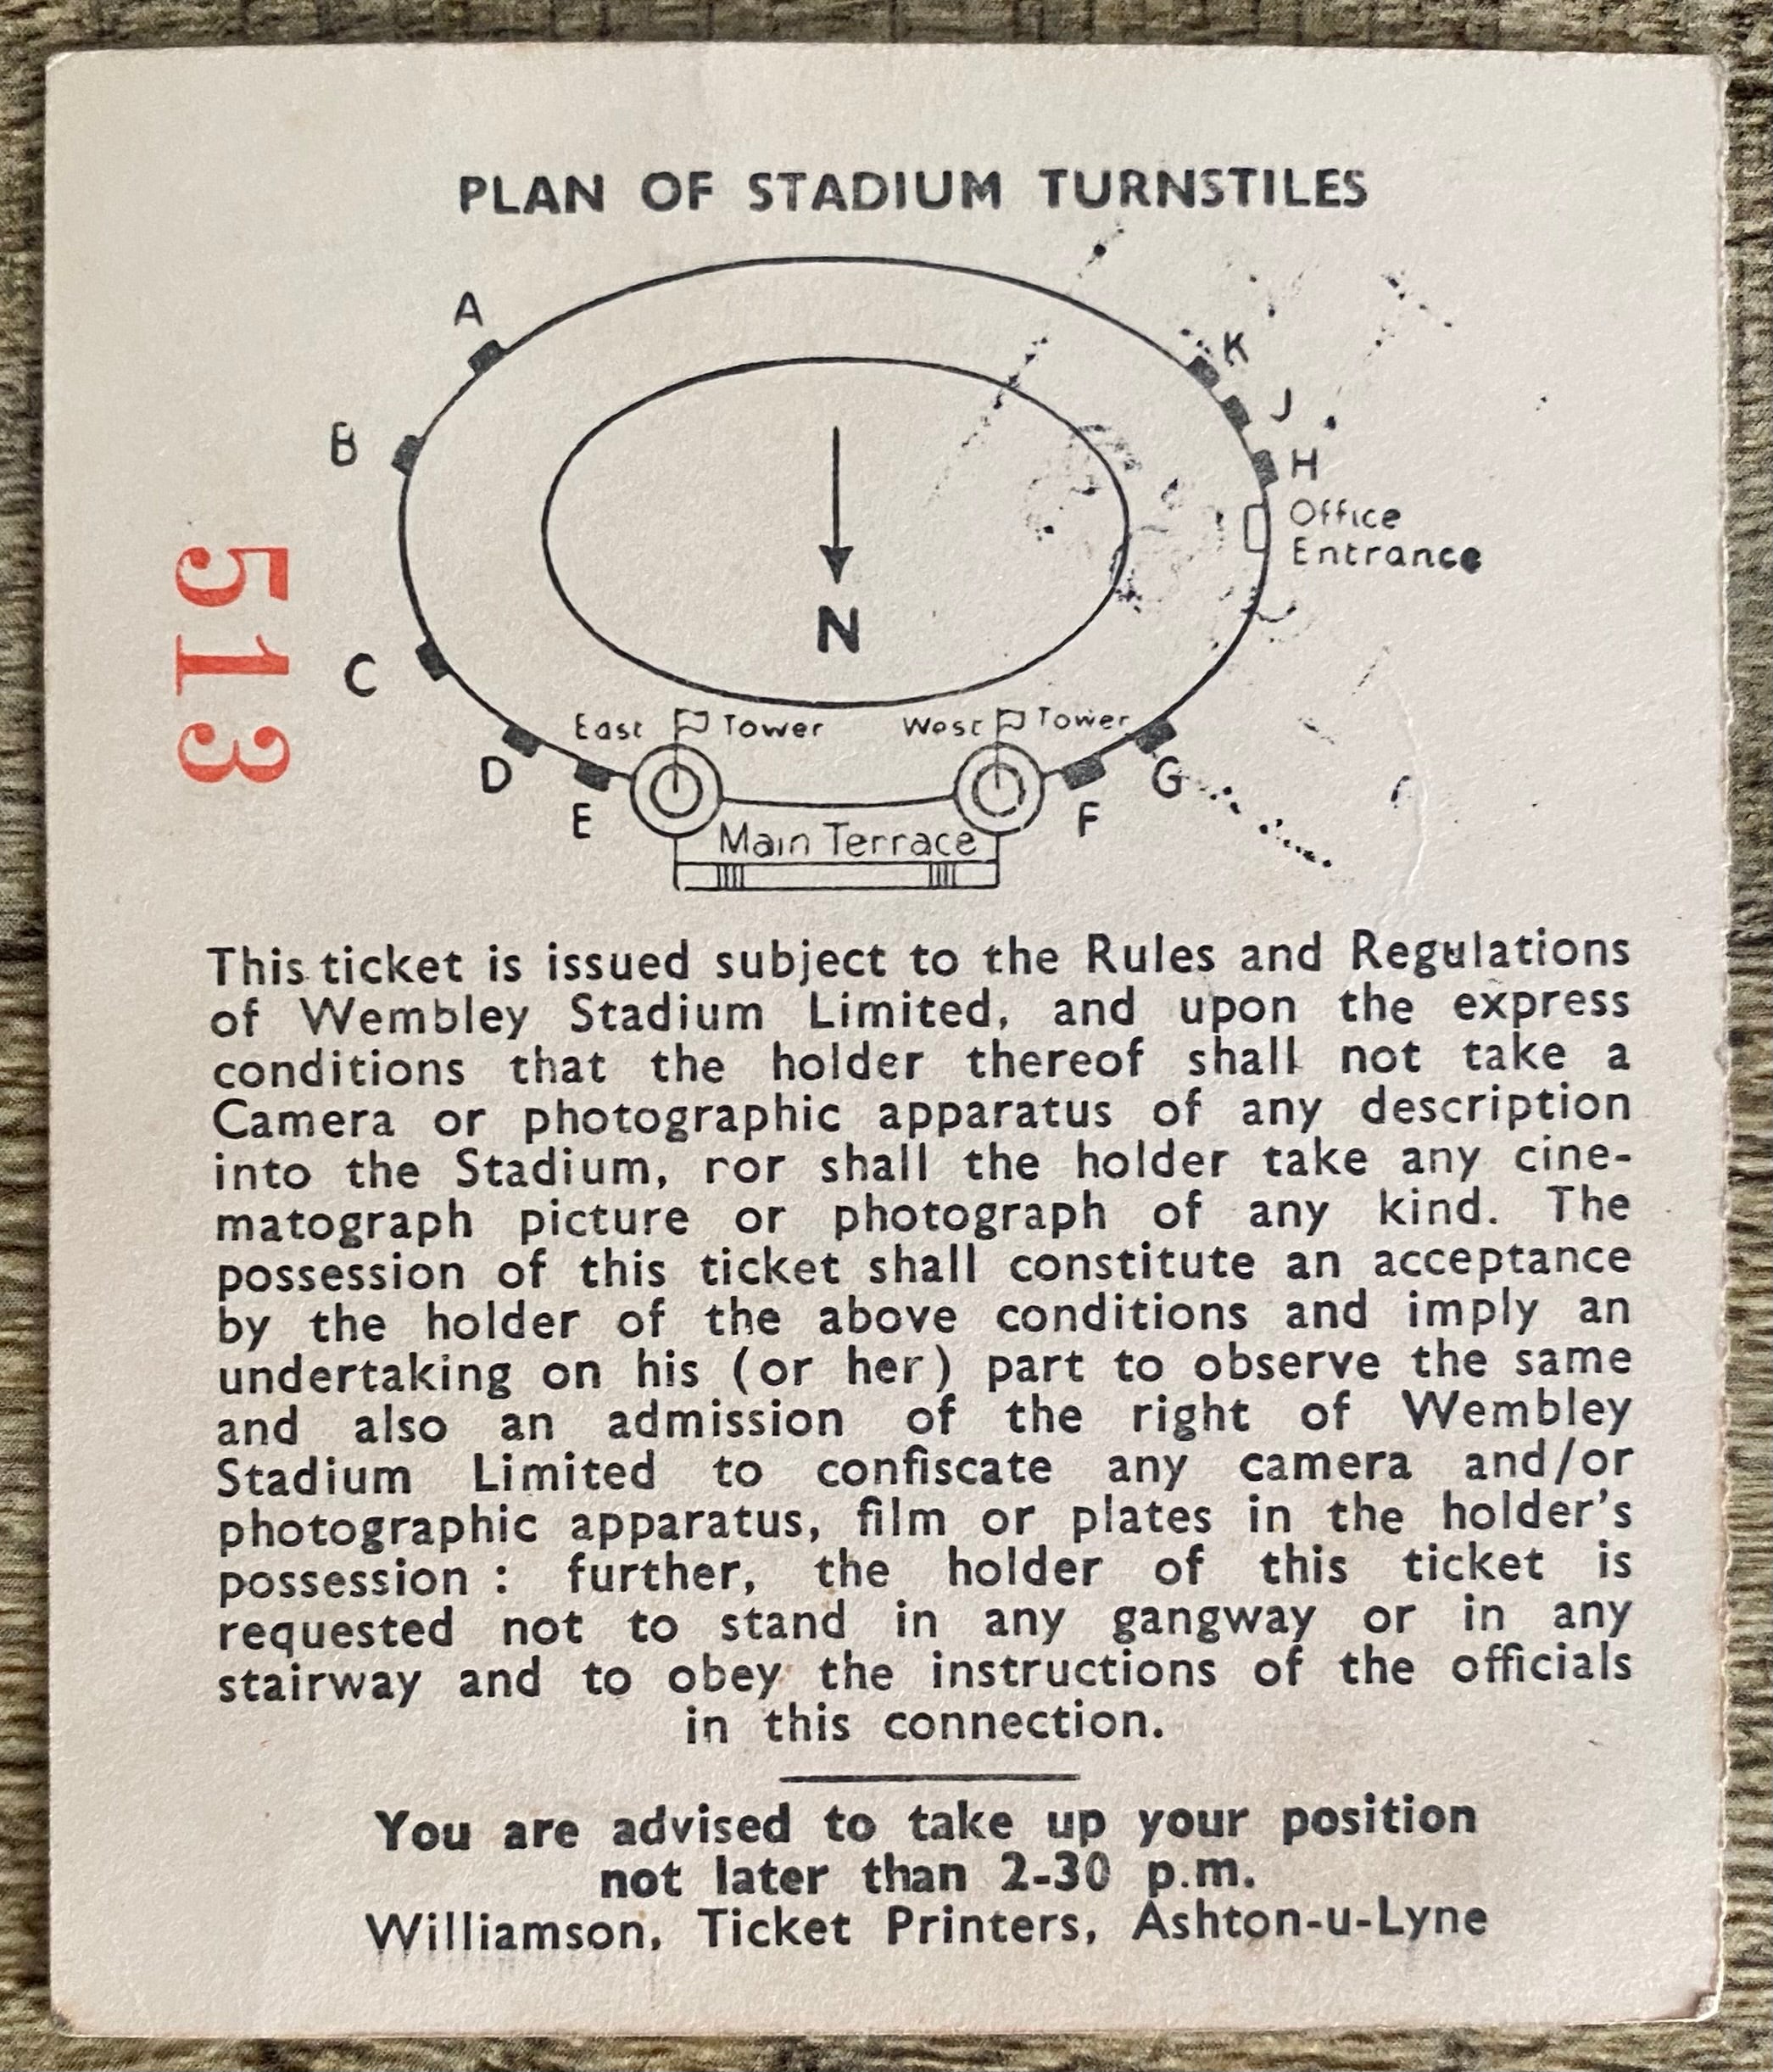 PLAN OF STADIUM TURNSTILES
A
K
J
B
H
Office
Entrance
513
N
C
East Tower West Tower
D
G
E
F
Main Terrace
This ticket is issued subject to the Rules and Regulations
of Wembley Stadium Limited, and upon the express
conditions that the holder thereof shall not take a
Camera or photographic apparatus of any description
into the Stadium, ror shall the holder take any cine-
matograph picture or photograph of any kind. The
possession of this ticket shall constitute an acceptance
by the holder of the above conditions and imply an
undertaking on his (or her) part to observe the same
and also an admission of the right of Wembley
Stadium Limited to confiscate any camera and/or
photographic apparatus, film or plates in the holder's
possession : further, the holder of this ticket is
requested not to stand in any gangway or in any
stairway and to obey the instructions of the officials
in this connection.
You are advised to take up your position
not later than 2-30 p.m.
Williamson, Ticket Printers, Ashton-u-Lyne